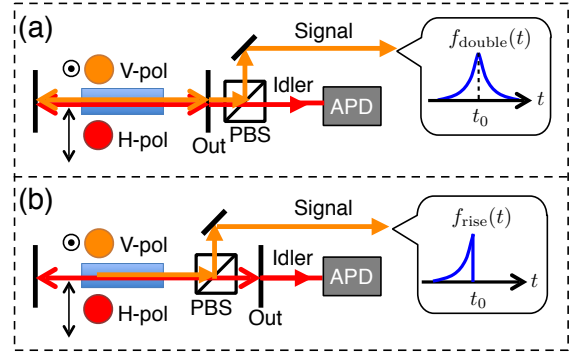 (a)
V-pol
H-pol
Out
PBS
Signal
Idler
APD
f_double(t)
t
t_0
(b)
V-pol
H-pol
PBS
Out
Signal
Idler
APD
f_rise(t)
t
t_0